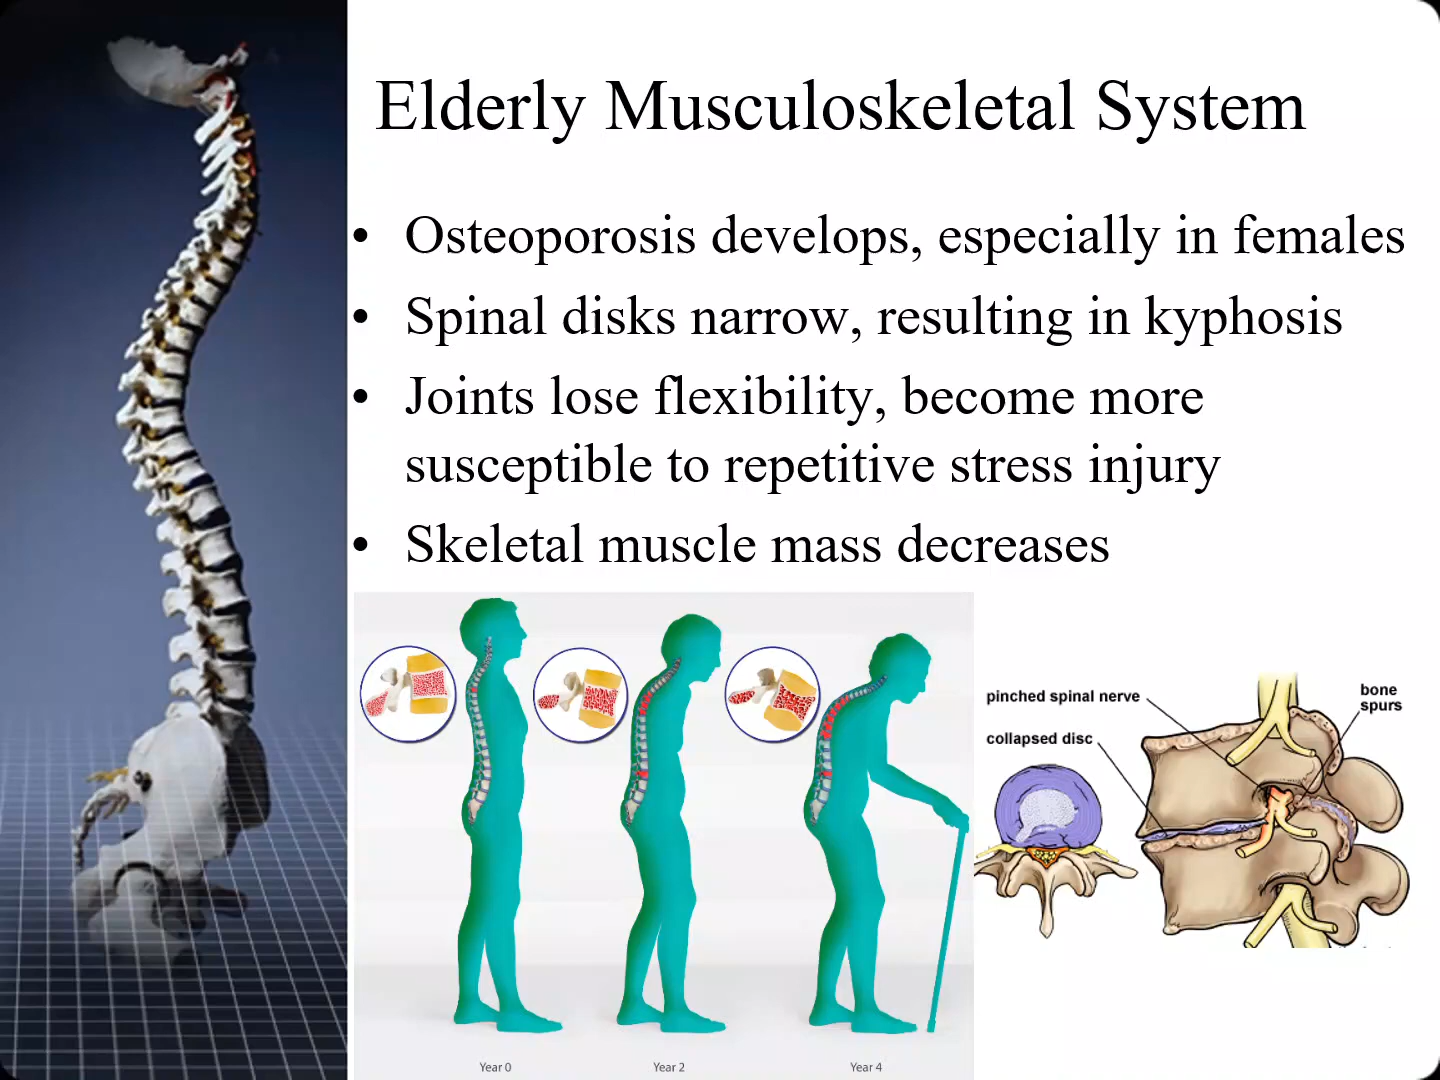 Elderly Musculoskeletal System
• Osteoporosis develops, especially in females
• Spinal disks narrow, resulting in kyphosis
• Joints lose flexibility, become more
susceptible to repetitive stress injury
• Skeletal muscle mass decreases
pinched spinal nerve
bone
spurs
collapsed disc
Year 0
Year 2
Year 4